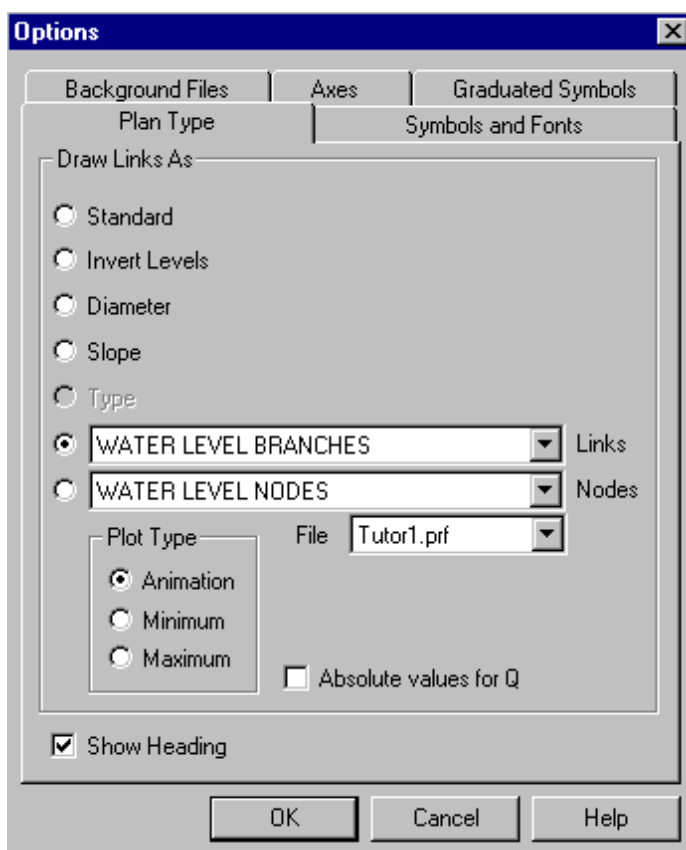 Options
Background Files Axes Graduated Symbols
Plan Type Symbols and Fonts
Draw Links As
Standard
Invert Levels
Diameter
Slope
Type
WATER LEVEL BRANCHES Links
WATER LEVEL NODES Nodes
Plot Type File Tutor1.prf
Animation
Minimum
Maximum
Absolute values for Q
Show Heading
OK Cancel Help